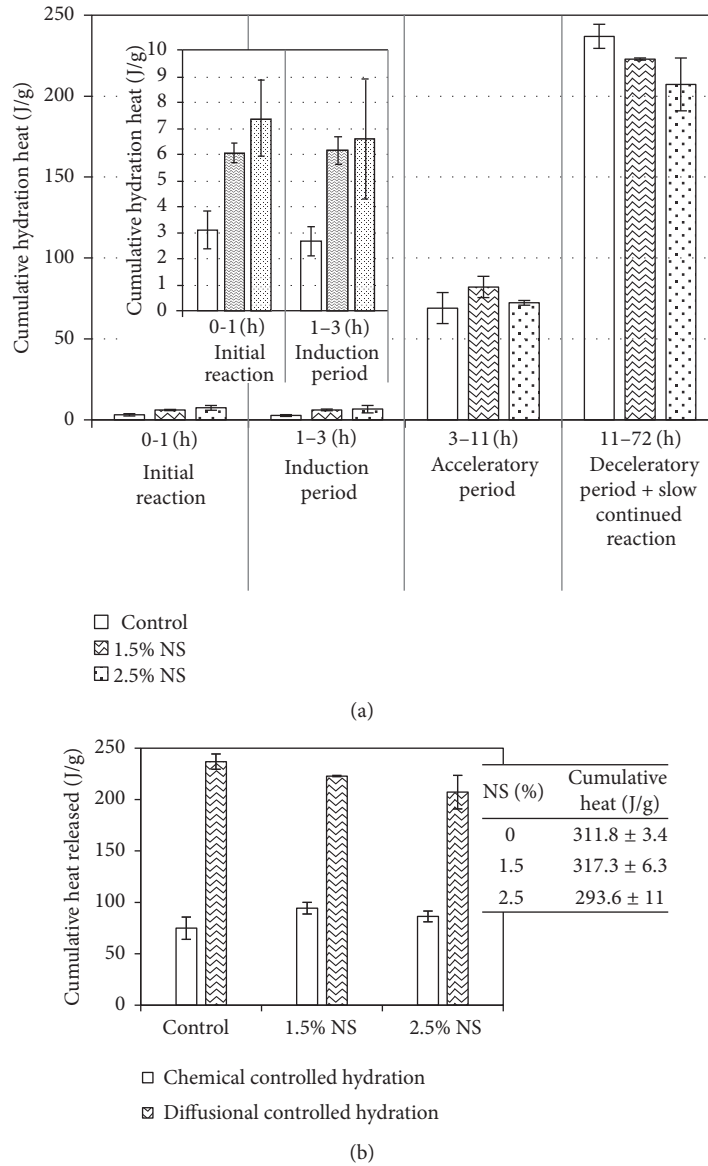 Cumulative hydration heat (J/g)
250
200
150
100
50
0
Cumulative hydration heat (J/g)
10
9
8
7
6
5
4
3
2
1
0
0-1 (h)
Initial
reaction
1–3 (h)
Induction
period
0-1 (h)
Initial
reaction
1–3 (h)
Induction
period
3–11 (h)
Acceleratory
period
11–72 (h)
Deceleratory
period + slow
continued
reaction
Control
1.5% NS
2.5% NS
(a)
Cumulative heat released (J/g)
250
200
150
100
50
0
Control
1.5% NS
2.5% NS
NS (%) Cumulative
heat (J/g)
0 311.8 ± 3.4
1.5 317.3 ± 6.3
2.5 293.6 ± 11
Chemical controlled hydration
Diffusional controlled hydration
(b)